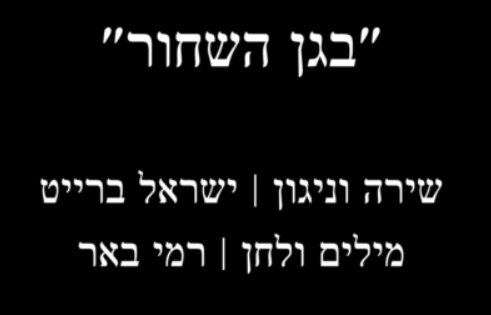 "בגן השחור"
שירה וניגון | ישראל ברייט
מילים ולחן | רמי באר